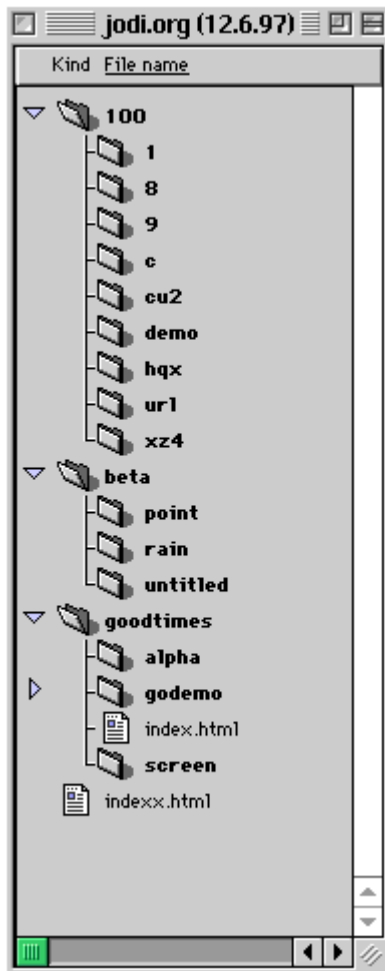 jodi.org (12.6.97)
Kind File name
100
1
8
9
c
cu2
demo
hqx
url
xz4
beta
point
rain
untitled
goodtimes
alpha
godemo
index.html
screen
indexx.html